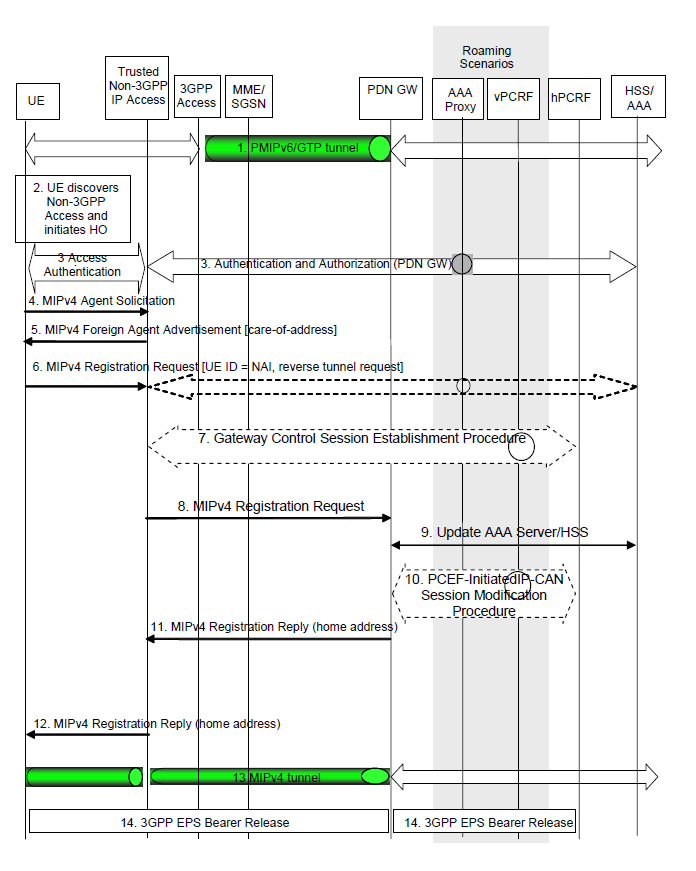 Roaming
Scenarios
UE
Trusted
Non-3GPP
IP Access
3GPP
Access
MME/
SGSN
PDN GW
AAA
Proxy
vPCRF
hPCRF
HSS/
AAA
1. PMIPv6/GTP tunnel
2. UE discovers
Non-3GPP
Access and
initiates HO
3 Access
Authentication
3. Authentication and Authorization (PDN GW)
4. MIPv4 Agent Solicitation
5. MIPv4 Foreign Agent Advertisement [care-of-address]
6. MIPv4 Registration Request [UE ID = NAI, reverse tunnel request]
7. Gateway Control Session Establishment Procedure
8. MIPv4 Registration Request
9. Update AAA Server/HSS
10. PCEF-InitiatedIP-CAN
Session Modification
Procedure
11. MIPv4 Registration Reply (home address)
12. MIPv4 Registration Reply (home address)
13 MIPv4 tunnel
14. 3GPP EPS Bearer Release
14. 3GPP EPS Bearer Release